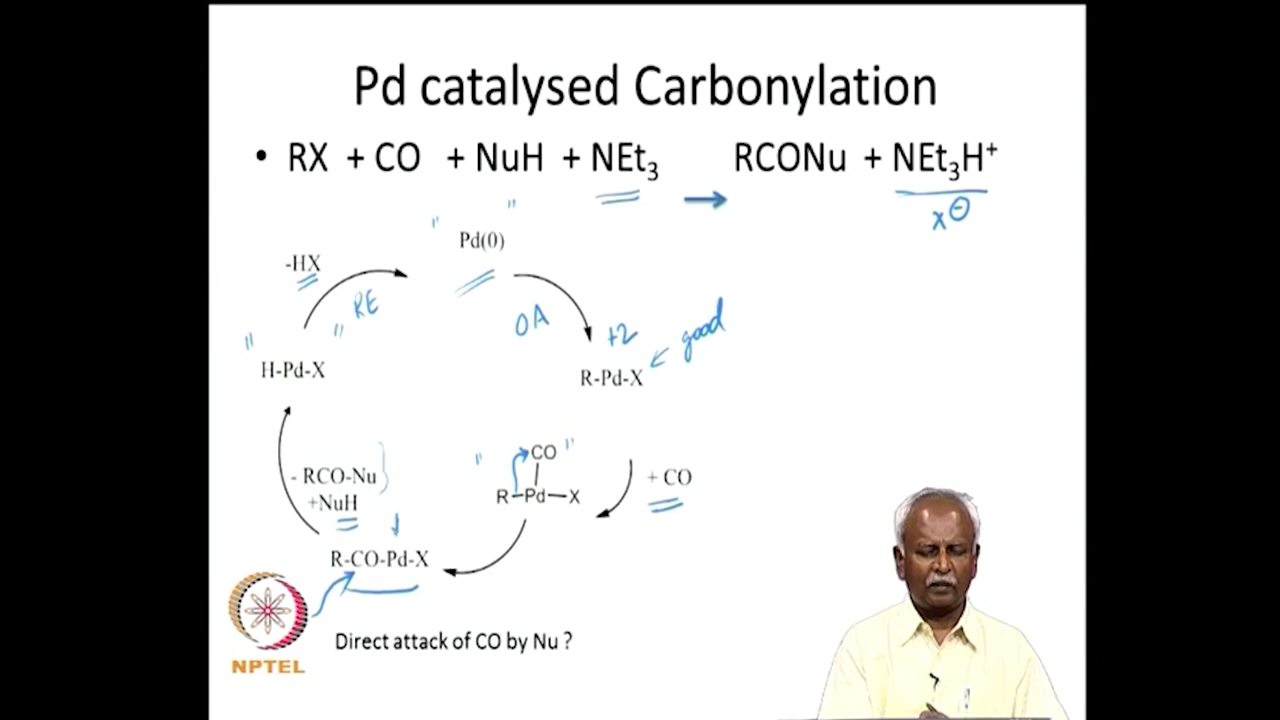 Pd catalysed Carbonylation
• RX + CO + NuH + NEt₃ → RCONu + NEt₃H⁺
X⊖
Pd(0)
-HX
RE
OA
+2
good
H-Pd-X
R-Pd-X
CO
R-Pd-X
+ CO
- RCO-Nu
+NuH
R-CO-Pd-X
Direct attack of CO by Nu ?
NPTEL